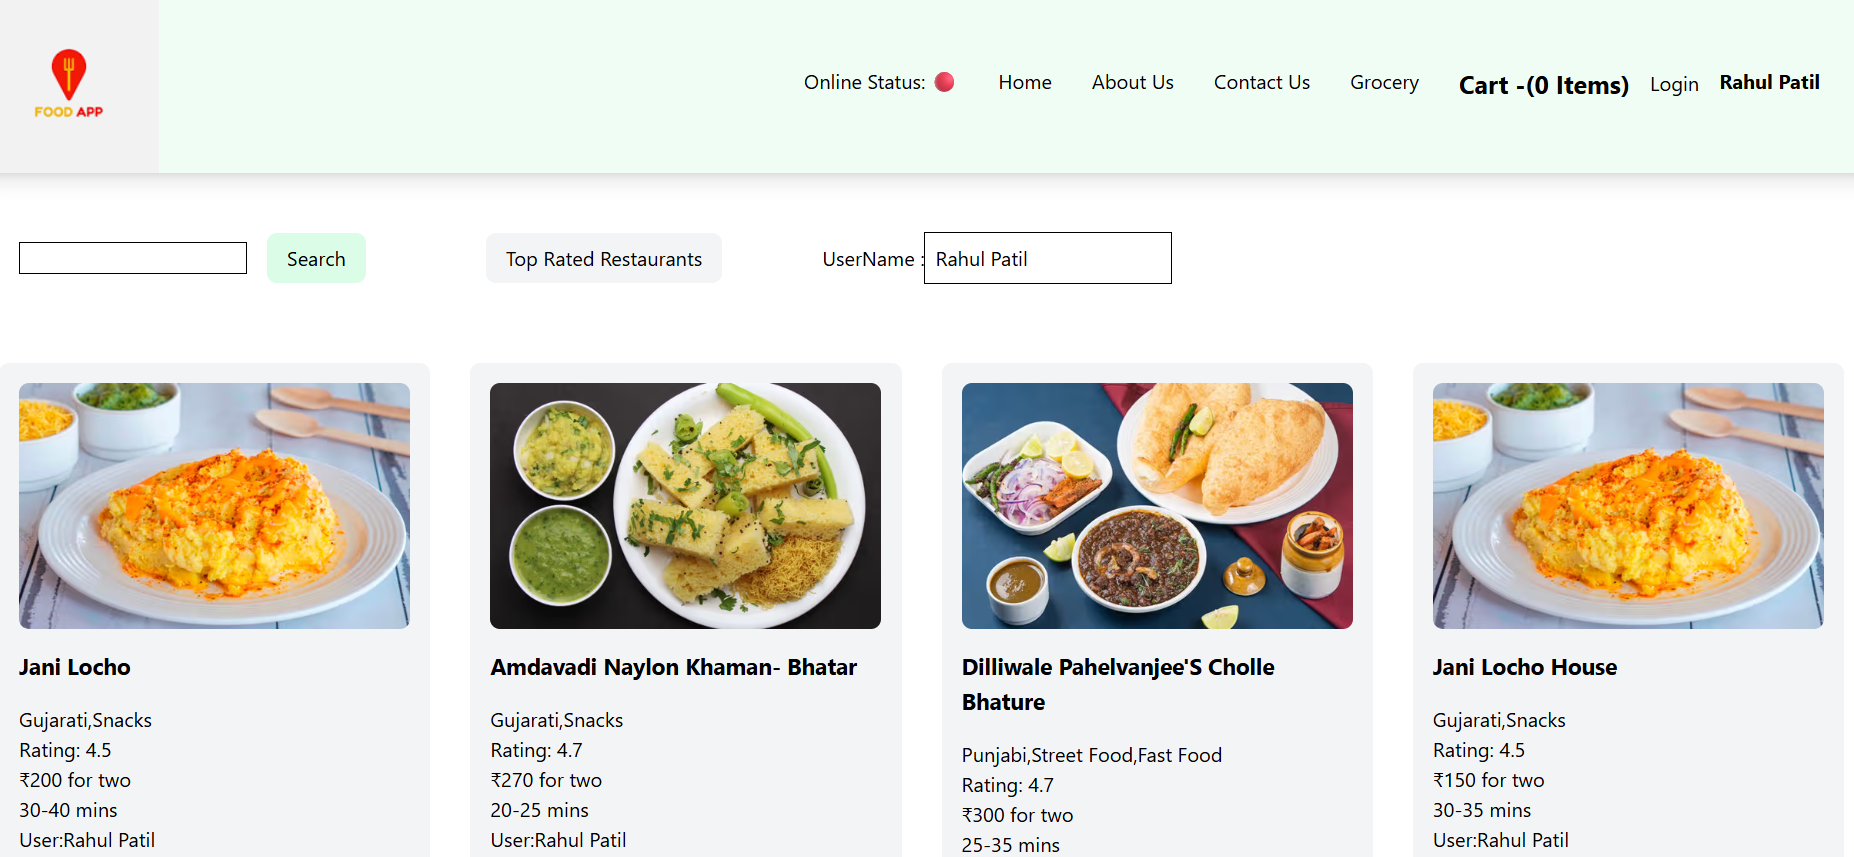 FOOD APP
Online Status: 🔴
Home
About Us
Contact Us
Grocery
Cart -(0 Items)
Login
Rahul Patil
Search
Top Rated Restaurants
UserName : Rahul Patil
Jani Locho
Gujarati,Snacks
Rating: 4.5
₹200 for two
30-40 mins
User:Rahul Patil
Amdavadi Naylon Khaman- Bhatar
Gujarati,Snacks
Rating: 4.7
₹270 for two
20-25 mins
User:Rahul Patil
Dilliwale Pahelvanjee'S Cholle
Bhature
Punjabi,Street Food,Fast Food
Rating: 4.7
₹300 for two
25-35 mins
Jani Locho House
Gujarati,Snacks
Rating: 4.5
₹150 for two
30-35 mins
User:Rahul Patil